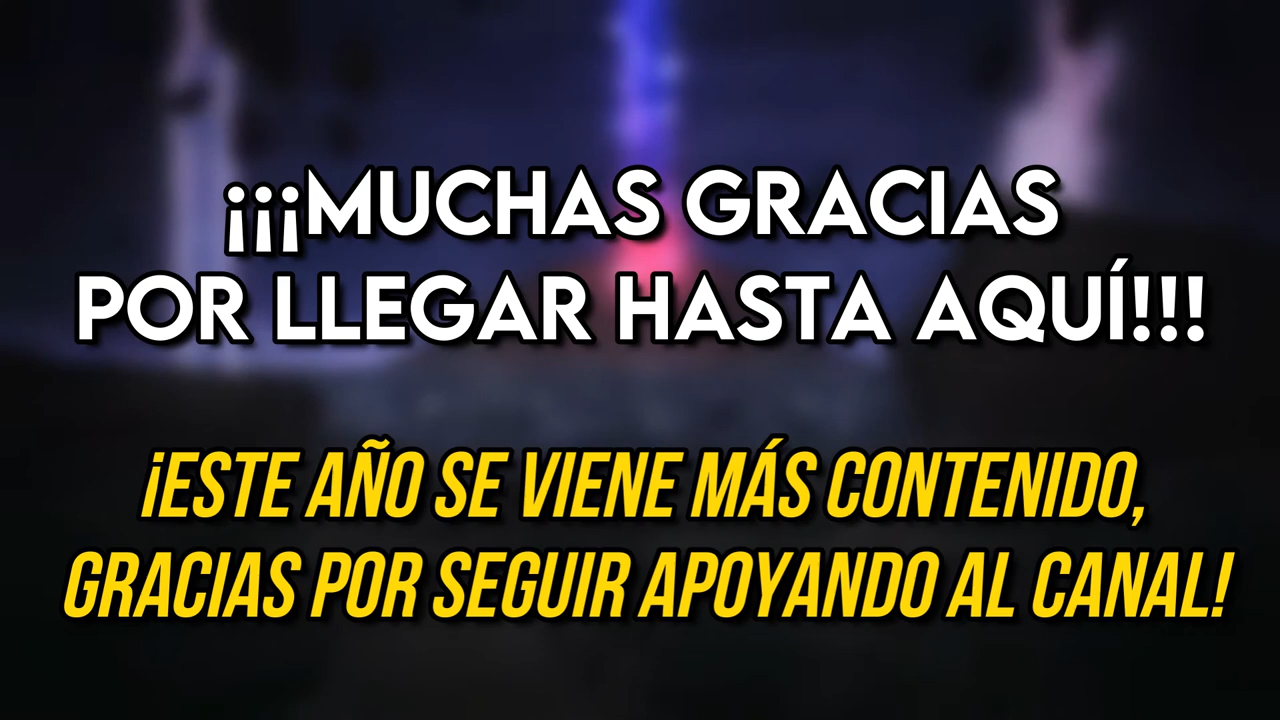 ¡¡¡MUCHAS GRACIAS
POR LLEGAR HASTA AQUÍ!!!
¡ESTE AÑO SE VIENE MÁS CONTENIDO,
GRACIAS POR SEGUIR APOYANDO AL CANAL!